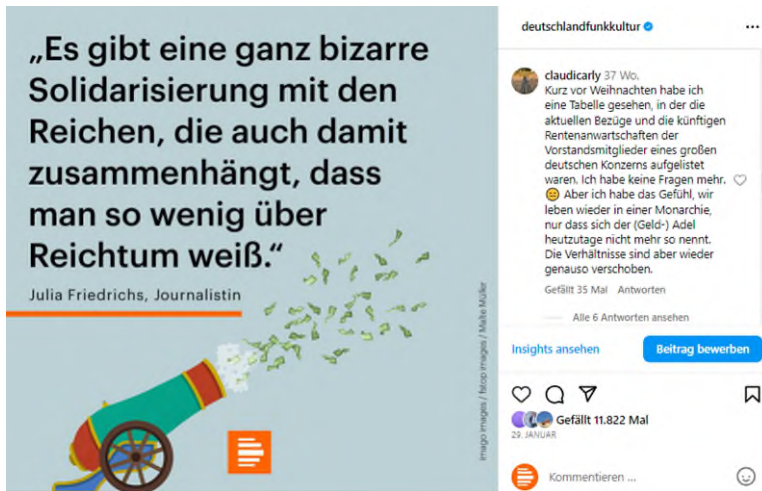 „Es gibt eine ganz bizarre
Solidarisierung mit den
Reichen, die auch damit
zusammenhängt, dass
man so wenig über
Reichtum weiß.“
Julia Friedrichs, Journalistin
imago images / fstop images / Malte Müller
deutschlandfunkkultur
claudicarly 37 Wo.
Kurz vor Weihnachten habe ich
eine Tabelle gesehen, in der die
aktuellen Bezüge und die künftigen
Rentenanwartschaften der
Vorstandsmitglieder eines großen
deutschen Konzerns aufgelistet
waren. Ich habe keine Fragen mehr.
😑 Aber ich habe das Gefühl, wir
leben wieder in einer Monarchie,
nur dass sich der (Geld-) Adel
heutzutage nicht mehr so nennt.
Die Verhältnisse sind aber wieder
genauso verschoben.
Gefällt 35 Mal Antworten
Alle 6 Antworten ansehen
Insights ansehen
Beitrag bewerben
Gefällt 11.822 Mal
29. JANUAR
Kommentieren ...